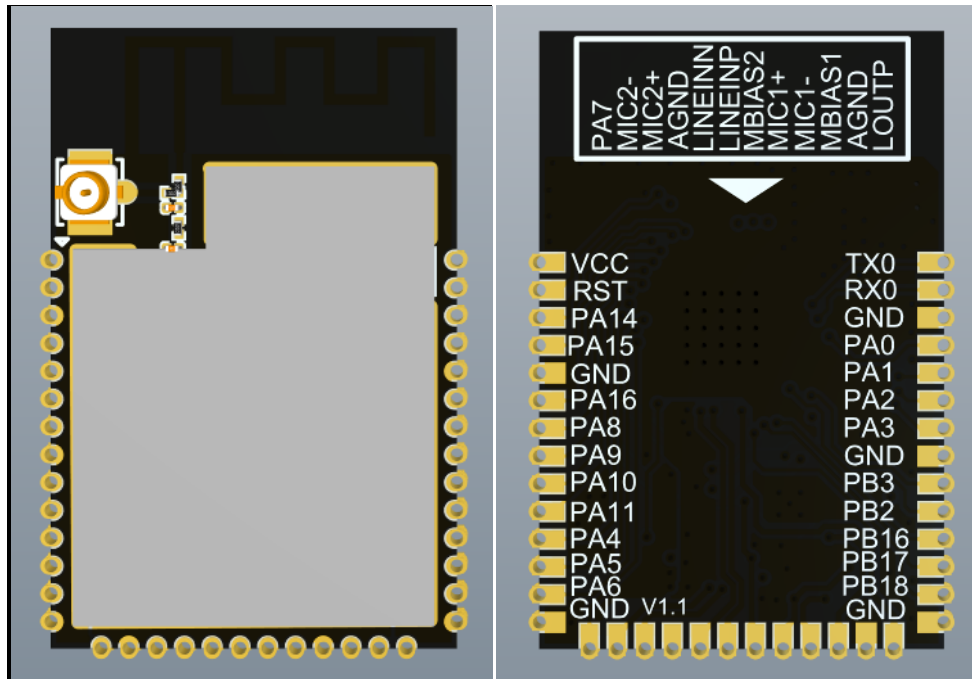 PA7
MIC2-
MIC2+
AGND
LINEINN
LINEINP
MBIAS2
MIC1+
MIC1-
MBIAS1
AGND
LOUTP
VCC TX0
RST RX0
PA14 GND
PA15 PA0
GND PA1
PA16 PA2
PA8 PA3
PA9 GND
PA10 PB3
PA11 PB2
PA4 PB16
PA5 PB17
PA6 PB18
GND V1.1 GND